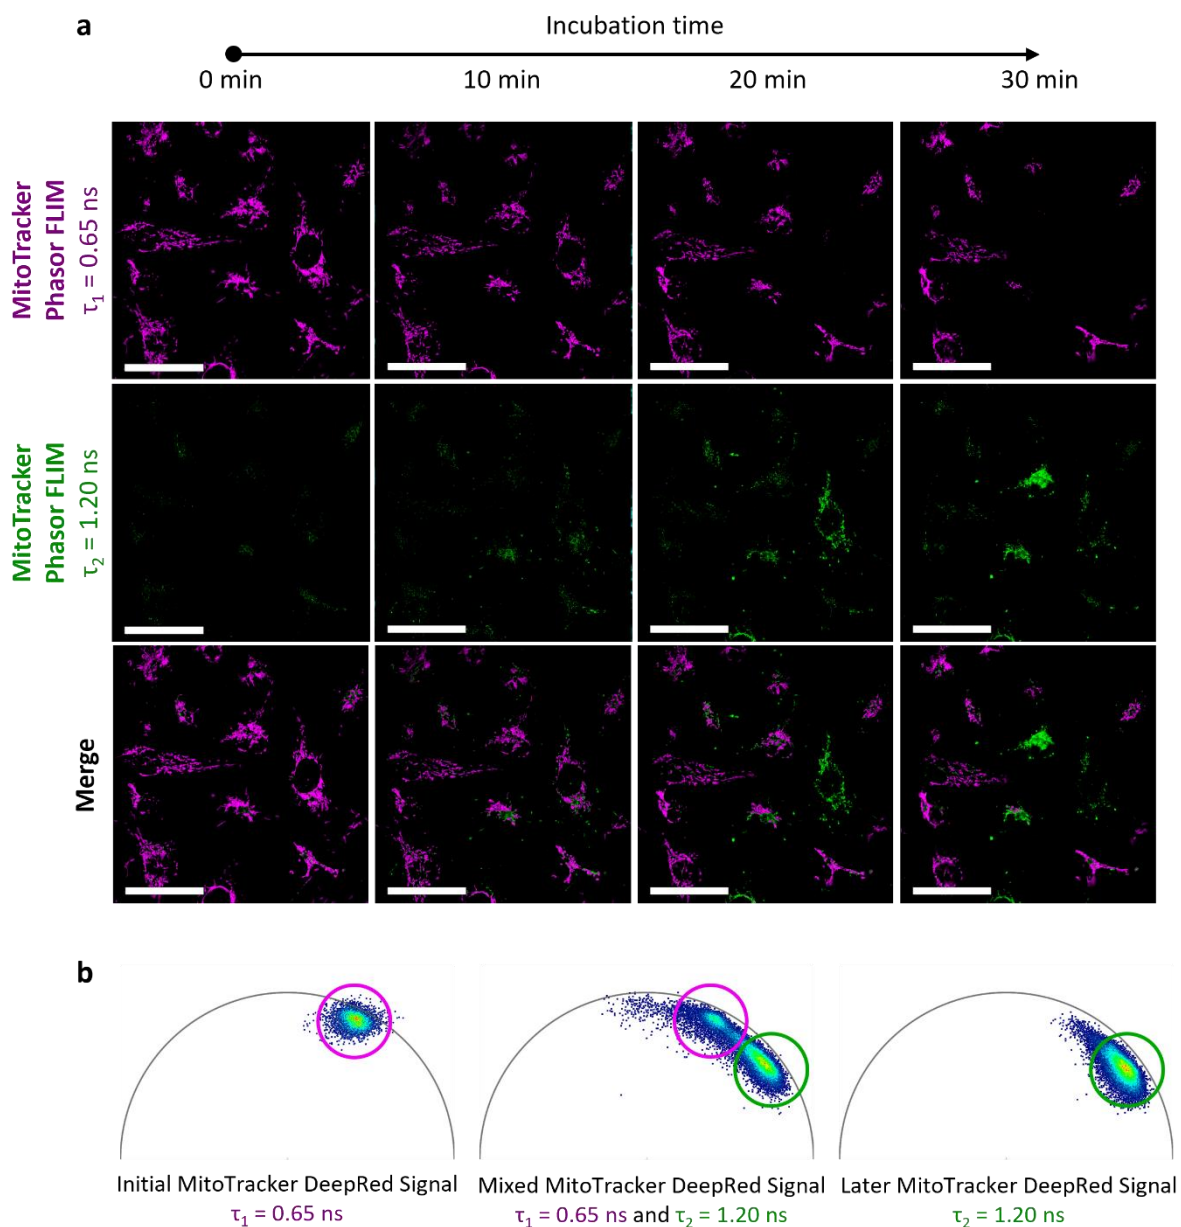 a
Incubation time
0 min
10 min
20 min
30 min
MitoTracker
Phasor FLIM
τ1 = 0.65 ns
MitoTracker
Phasor FLIM
τ2 = 1.20 ns
Merge
b
Initial MitoTracker DeepRed Signal
τ1 = 0.65 ns
Mixed MitoTracker DeepRed Signal
τ1 = 0.65 ns and τ2 = 1.20 ns
Later MitoTracker DeepRed Signal
τ2 = 1.20 ns